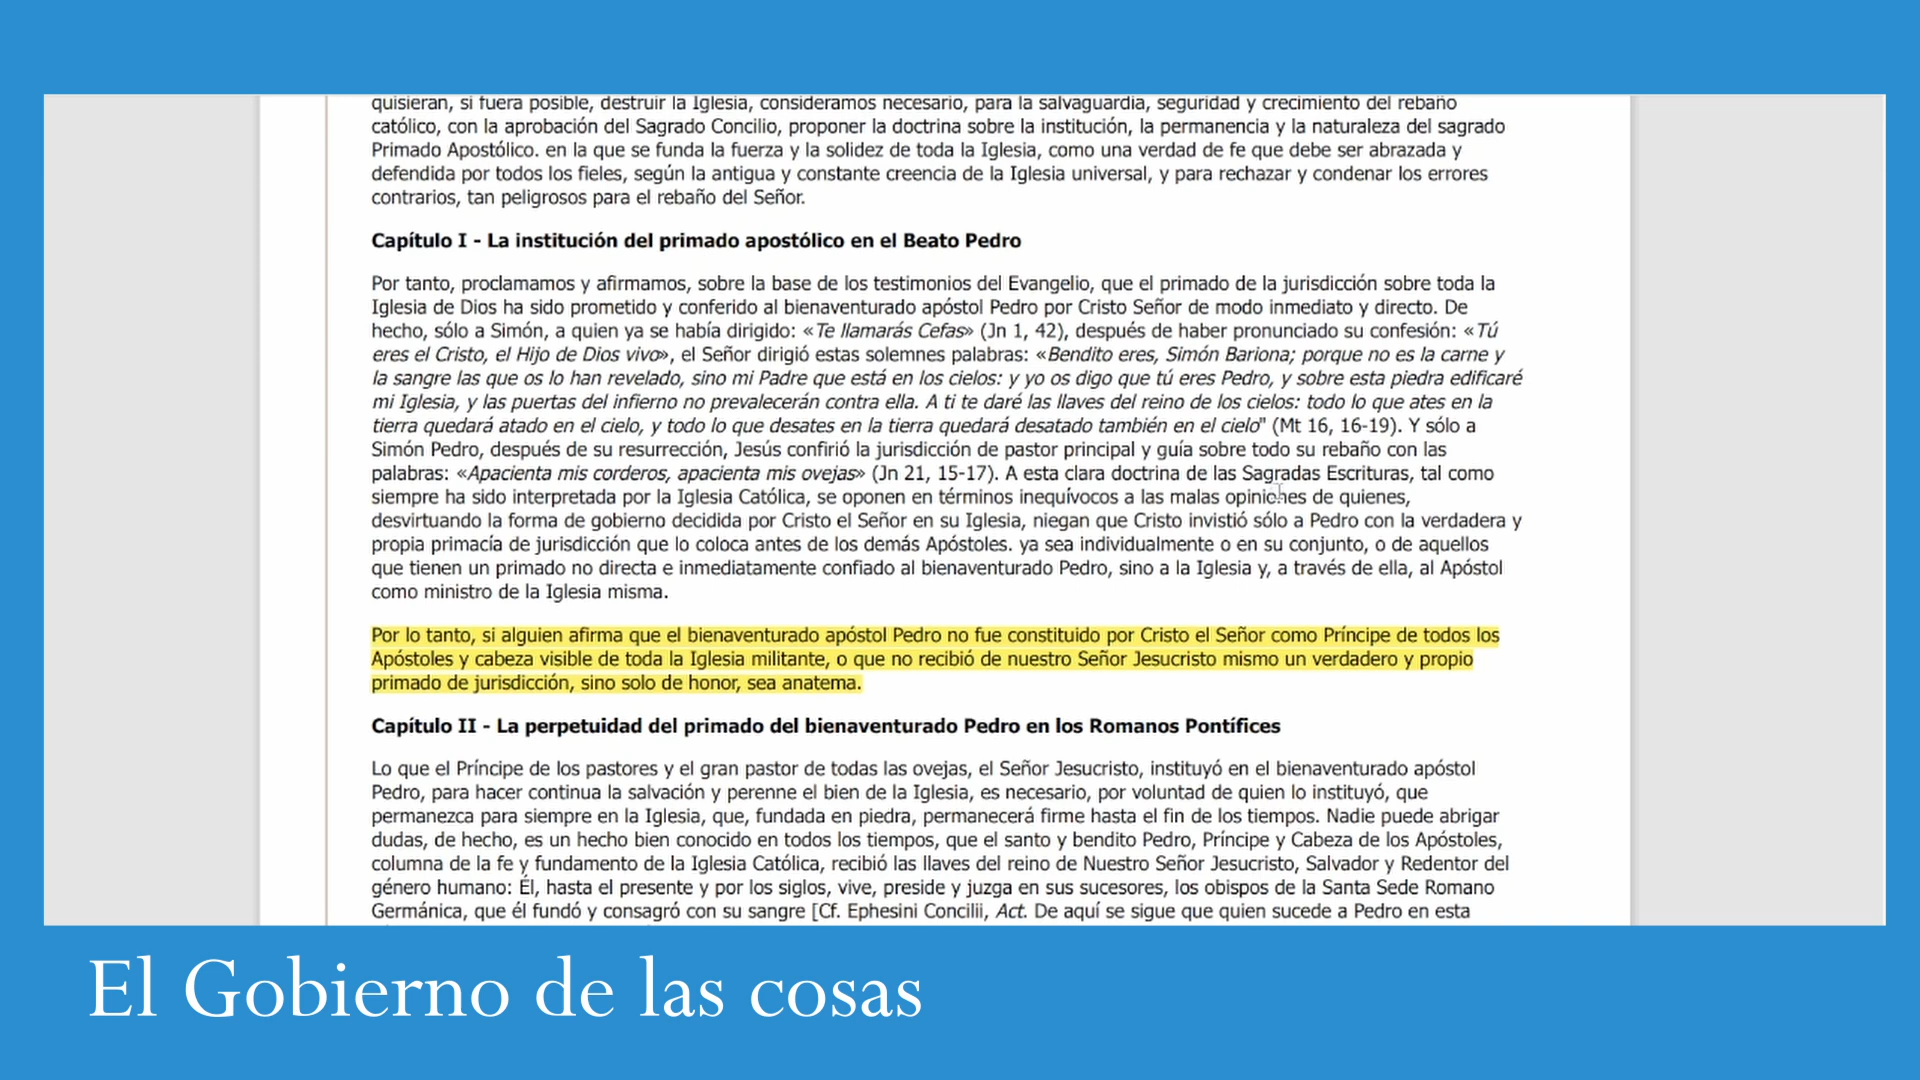 quisieran, si fuera posible, destruir la Iglesia, consideramos necesario, para la salvaguardia, seguridad y crecimiento del rebaño
católico, con la aprobación del Sagrado Concilio, proponer la doctrina sobre la institución, la permanencia y la naturaleza del sagrado
Primado Apostólico. en la que se funda la fuerza y la solidez de toda la Iglesia, como una verdad de fe que debe ser abrazada y
defendida por todos los fieles, según la antigua y constante creencia de la Iglesia universal, y para rechazar y condenar los errores
contrarios, tan peligrosos para el rebaño del Señor.
Capítulo I - La institución del primado apostólico en el Beato Pedro
Por tanto, proclamamos y afirmamos, sobre la base de los testimonios del Evangelio, que el primado de la jurisdicción sobre toda la
Iglesia de Dios ha sido prometido y conferido al bienaventurado apóstol Pedro por Cristo Señor de modo inmediato y directo. De
hecho, sólo a Simón, a quien ya se había dirigido: «Te llamarás Cefas» (Jn 1, 42), después de haber pronunciado su confesión: «Tú
eres el Cristo, el Hijo de Dios vivo», el Señor dirigió estas solemnes palabras: «Bendito eres, Simón Bariona; porque no es la carne y
la sangre las que os lo han revelado, sino mi Padre que está en los cielos: y yo os digo que tú eres Pedro, y sobre esta piedra edificaré
mi Iglesia, y las puertas del infierno no prevalecerán contra ella. A ti te daré las llaves del reino de los cielos: todo lo que ates en la
tierra quedará atado en el cielo, y todo lo que desates en la tierra quedará desatado también en el cielo" (Mt 16, 16-19). Y sólo a
Simón Pedro, después de su resurrección, Jesús confirió la jurisdicción de pastor principal y guía sobre todo su rebaño con las
palabras: «Apacienta mis corderos, apacienta mis ovejas» (Jn 21, 15-17). A esta clara doctrina de las Sagradas Escrituras, tal como
siempre ha sido interpretada por la Iglesia Católica, se oponen en términos inequívocos a las malas opiniones de quienes,
desvirtuando la forma de gobierno decidida por Cristo el Señor en su Iglesia, niegan que Cristo invistió sólo a Pedro con la verdadera y
propia primacía de jurisdicción que lo coloca antes de los demás Apóstoles. ya sea individualmente o en su conjunto, o de aquellos
que tienen un primado no directa e inmediatamente confiado al bienaventurado Pedro, sino a la Iglesia y, a través de ella, al Apóstol
como ministro de la Iglesia misma.
Por lo tanto, si alguien afirma que el bienaventurado apóstol Pedro no fue constituido por Cristo el Señor como Príncipe de todos los
Apóstoles y cabeza visible de toda la Iglesia militante, o que no recibió de nuestro Señor Jesucristo mismo un verdadero y propio
primado de jurisdicción, sino solo de honor, sea anatema.
Capítulo II - La perpetuidad del primado del bienaventurado Pedro en los Romanos Pontífices
Lo que el Príncipe de los pastores y el gran pastor de todas las ovejas, el Señor Jesucristo, instituyó en el bienaventurado apóstol
Pedro, para hacer continua la salvación y perenne el bien de la Iglesia, es necesario, por voluntad de quien lo instituyó, que
permanezca para siempre en la Iglesia, que, fundada en piedra, permanecerá firme hasta el fin de los tiempos. Nadie puede abrigar
dudas, de hecho, es un hecho bien conocido en todos los tiempos, que el santo y bendito Pedro, Príncipe y Cabeza de los Apóstoles,
columna de la fe y fundamento de la Iglesia Católica, recibió las llaves del reino de Nuestro Señor Jesucristo, Salvador y Redentor del
género humano: Él, hasta el presente y por los siglos, vive, preside y juzga en sus sucesores, los obispos de la Santa Sede Romano
Germánica, que él fundó y consagró con su sangre [Cf. Ephesini Concilii, Act. De aquí se sigue que quien sucede a Pedro en esta
El Gobierno de las cosas